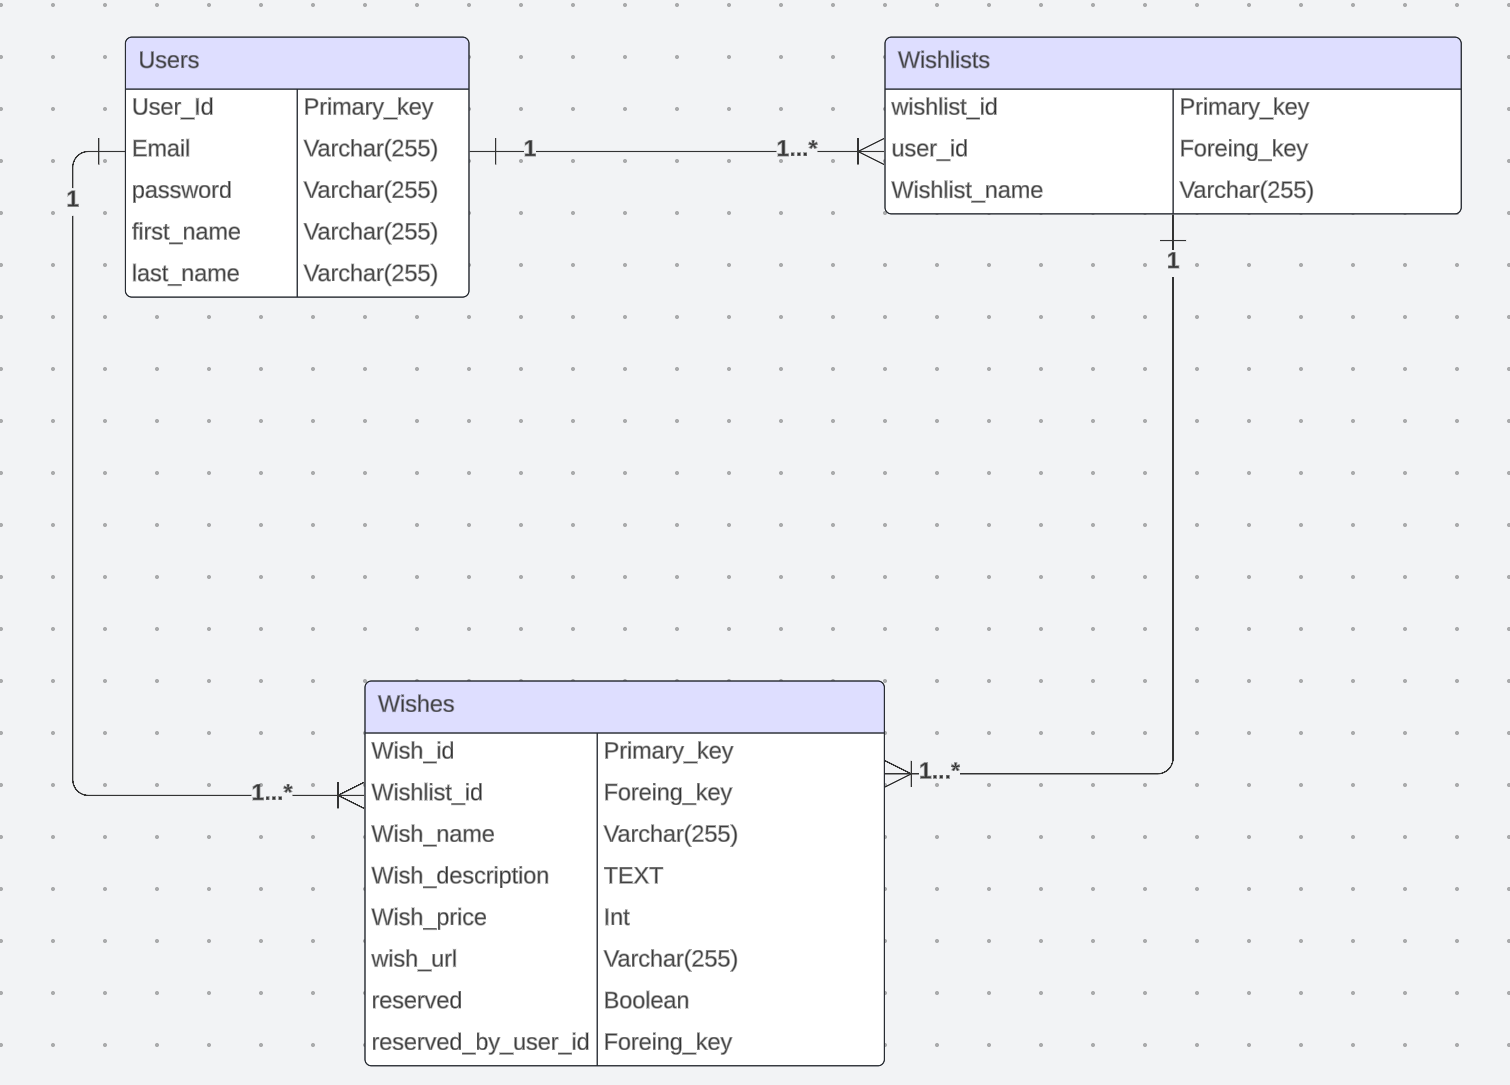 Users
User_Id Primary_key
Email Varchar(255)
password Varchar(255)
first_name Varchar(255)
last_name Varchar(255)
1
1...*
Wishlists
wishlist_id Primary_key
user_id Foreing_key
Wishlist_name Varchar(255)
1
1
1...*
1...*
Wishes
Wish_id Primary_key
Wishlist_id Foreing_key
Wish_name Varchar(255)
Wish_description TEXT
Wish_price Int
wish_url Varchar(255)
reserved Boolean
reserved_by_user_id Foreing_key